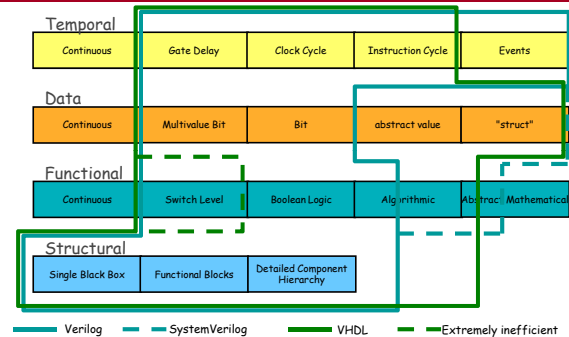 Temporal
Continuous Gate Delay Clock Cycle Instruction Cycle Events
Data
Continuous Multivalue Bit Bit abstract value "struct"
Functional
Continuous Switch Level Boolean Logic Algorithmic Abstract Mathematical
Structural
Single Black Box Functional Blocks Detailed Component Hierarchy
Verilog SystemVerilog VHDL Extremely inefficient